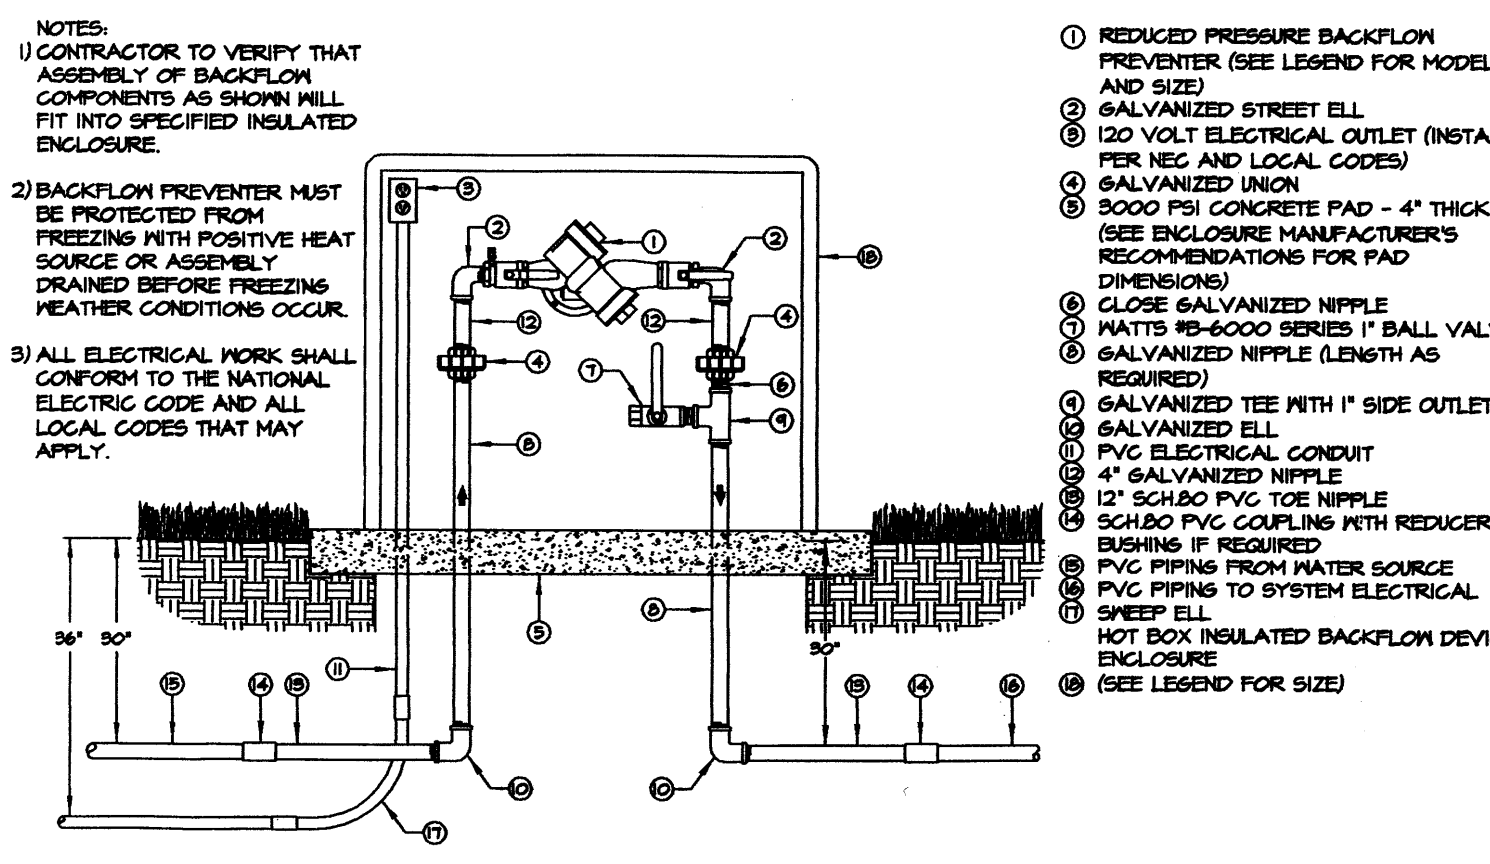 NOTES:
1) CONTRACTOR TO VERIFY THAT
ASSEMBLY OF BACKFLOW
COMPONENTS AS SHOWN WILL
FIT INTO SPECIFIED INSULATED
ENCLOSURE.
2) BACKFLOW PREVENTER MUST
BE PROTECTED FROM
FREEZING WITH POSITIVE HEAT
SOURCE OR ASSEMBLY
DRAINED BEFORE FREEZING
WEATHER CONDITIONS OCCUR.
3) ALL ELECTRICAL WORK SHALL
CONFORM TO THE NATIONAL
ELECTRIC CODE AND ALL
LOCAL CODES THAT MAY
APPLY.
3
2
1
2
18
12
12
4
4
7
6
9
8
36"
30"
5
8
30"
11
15
14
13
13
14
16
10
10
17
1 REDUCED PRESSURE BACKFLOW
PREVENTER (SEE LEGEND FOR MODEL
AND SIZE)
2 GALVANIZED STREET ELL
3 120 VOLT ELECTRICAL OUTLET (INSTA
PER NEC AND LOCAL CODES)
4 GALVANIZED UNION
5 3000 PSI CONCRETE PAD - 4" THICK
(SEE ENCLOSURE MANUFACTURER'S
RECOMMENDATIONS FOR PAD
DIMENSIONS)
6 CLOSE GALVANIZED NIPPLE
7 WATTS #B-6000 SERIES 1" BALL VAL
8 GALVANIZED NIPPLE (LENGTH AS
REQUIRED)
9 GALVANIZED TEE WITH 1" SIDE OUTLET
10 GALVANIZED ELL
11 PVC ELECTRICAL CONDUIT
12 4" GALVANIZED NIPPLE
13 12" SCH.80 PVC TOE NIPPLE
14 SCH.80 PVC COUPLING WITH REDUCER
BUSHING IF REQUIRED
15 PVC PIPING FROM WATER SOURCE
16 PVC PIPING TO SYSTEM ELECTRICAL
17 SWEEP ELL
HOT BOX INSULATED BACKFLOW DEVI
ENCLOSURE
18 (SEE LEGEND FOR SIZE)